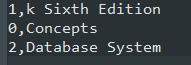 1,k Sixth Edition
0,Concepts
2,Database System